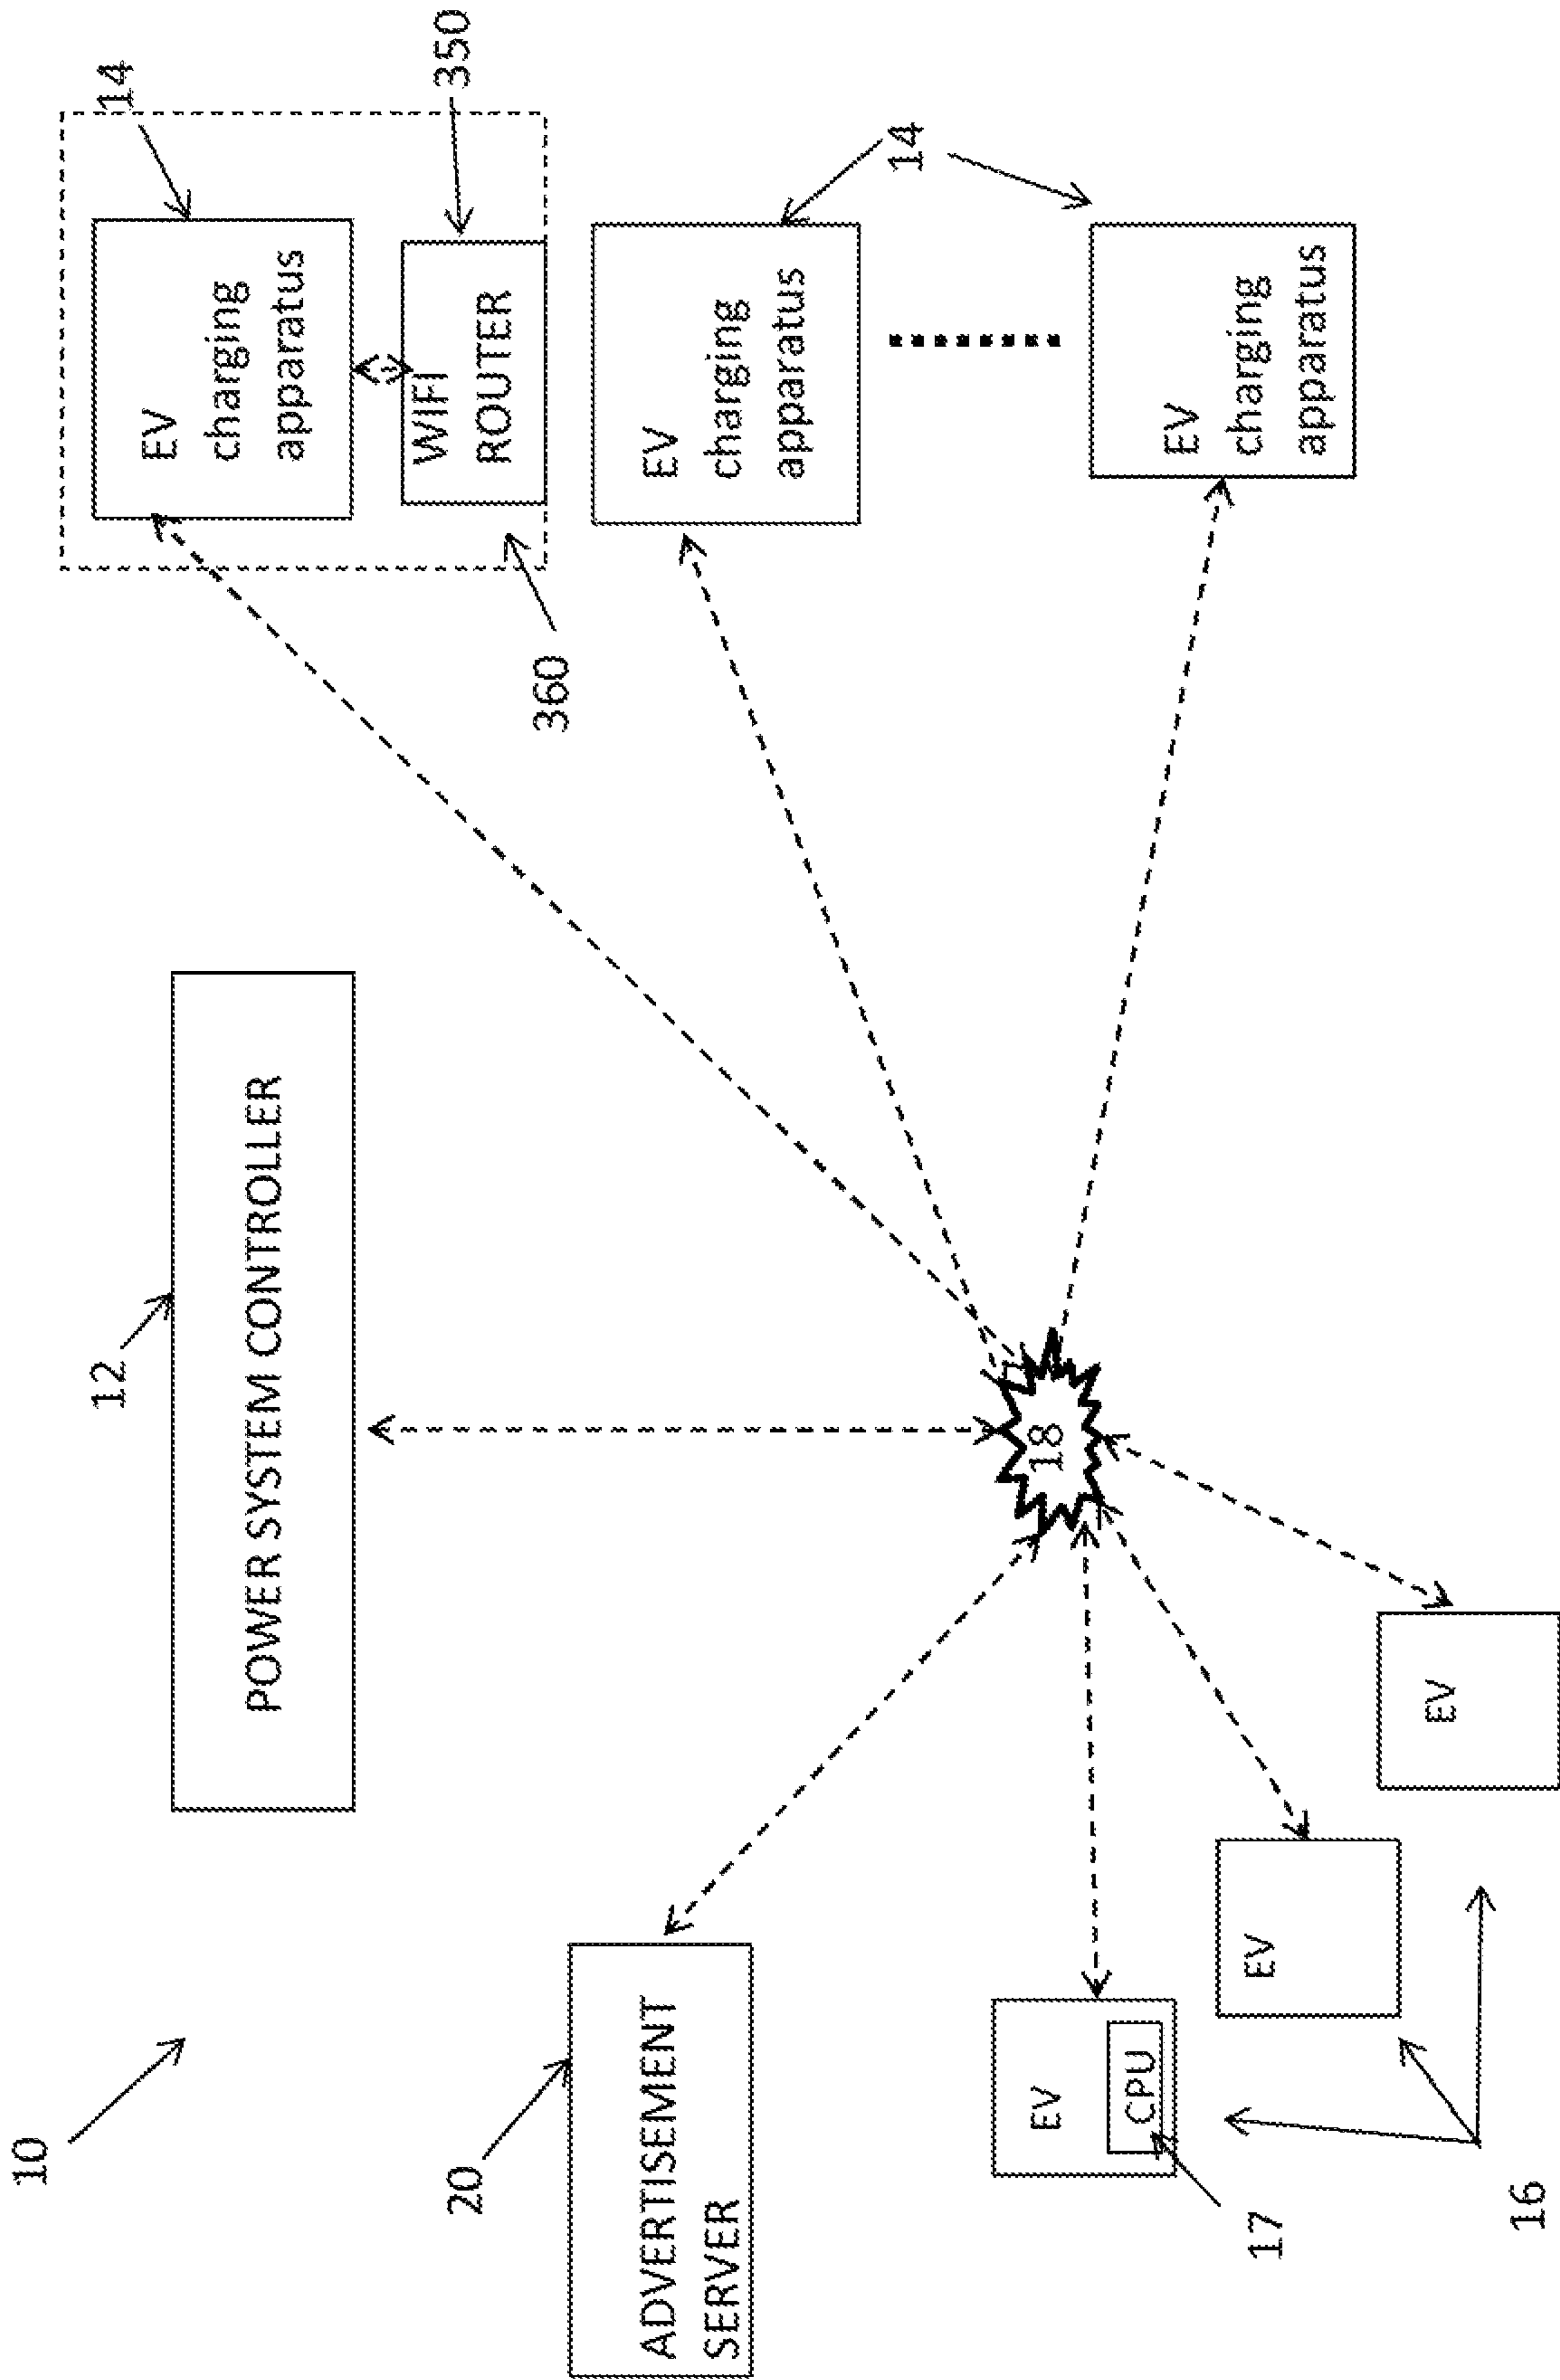 10
12
POWER SYSTEM CONTROLLER
14
EV
charging
apparatus
350
WIFI
ROUTER
360
20
ADVERTISEMENT
SERVER
14
EV
charging
apparatus
18
EV
charging
apparatus
EV
CPU
17
EV
EV
16